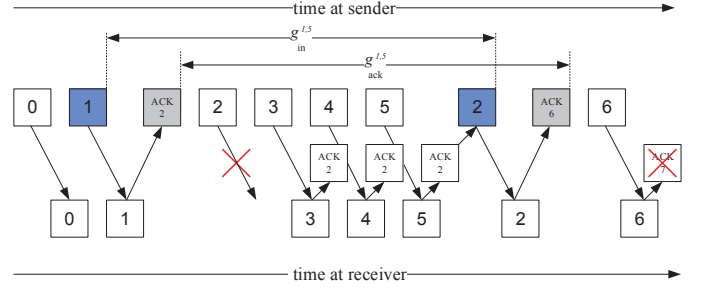 time at sender
g 1,5 in
g 1,5 ack
0 1 ACK 2 2 3 4 5 2 ACK 6 6
ACK 2 ACK 2 ACK 2 ACK 7
0 1 3 4 5 2 6
time at receiver